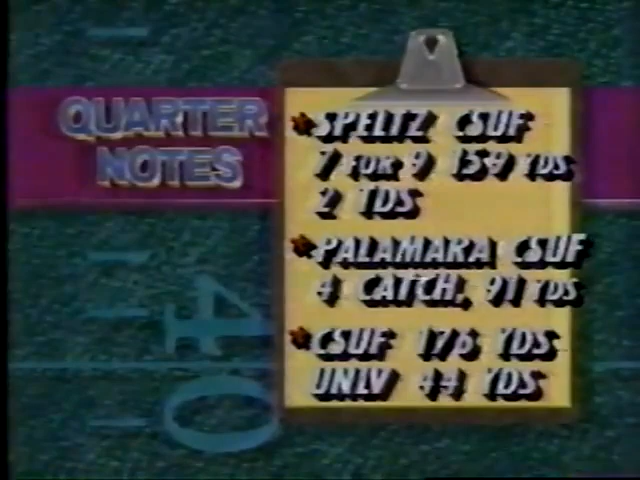 QUARTER
NOTES
SPELTZ CSUF
7 FOR 9 159 YDS
2 TDS
PALAMARA CSUF
4 CATCH, 91 YDS
CSUF 176 YDS
UNLV 44 YDS
40